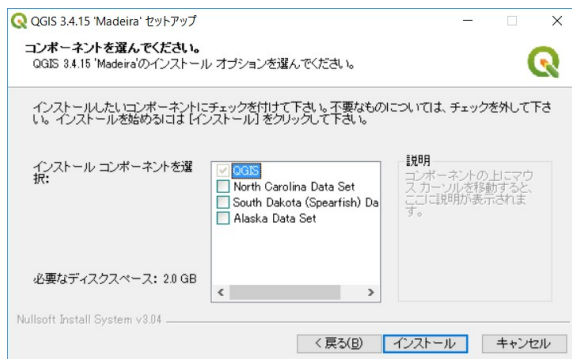 QGIS 3.4.15 'Madeira' セットアップ
コンポーネントを選んでください。
QGIS 3.4.15 'Madeira'のインストール オプションを選んでください。
インストールしたいコンポーネントにチェックを付けて下さい。不要なものについては、チェックを外して下さ
い。インストールを始めるには [インストール] をクリックして下さい。
インストール コンポーネントを選
択:
QGIS
North Carolina Data Set
South Dakota (Spearfish) Da
Alaska Data Set
説明
コンポーネントの上にマウ
ス カーソルを移動すると、
ここに説明が表示されま
す。
必要なディスクスペース: 2.0 GB
Nullsoft Install System v3.04
< 戻る(B)
インストール
キャンセル